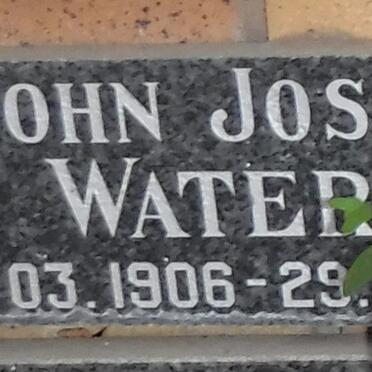 OHN JOS
WATER
03.1906-29.